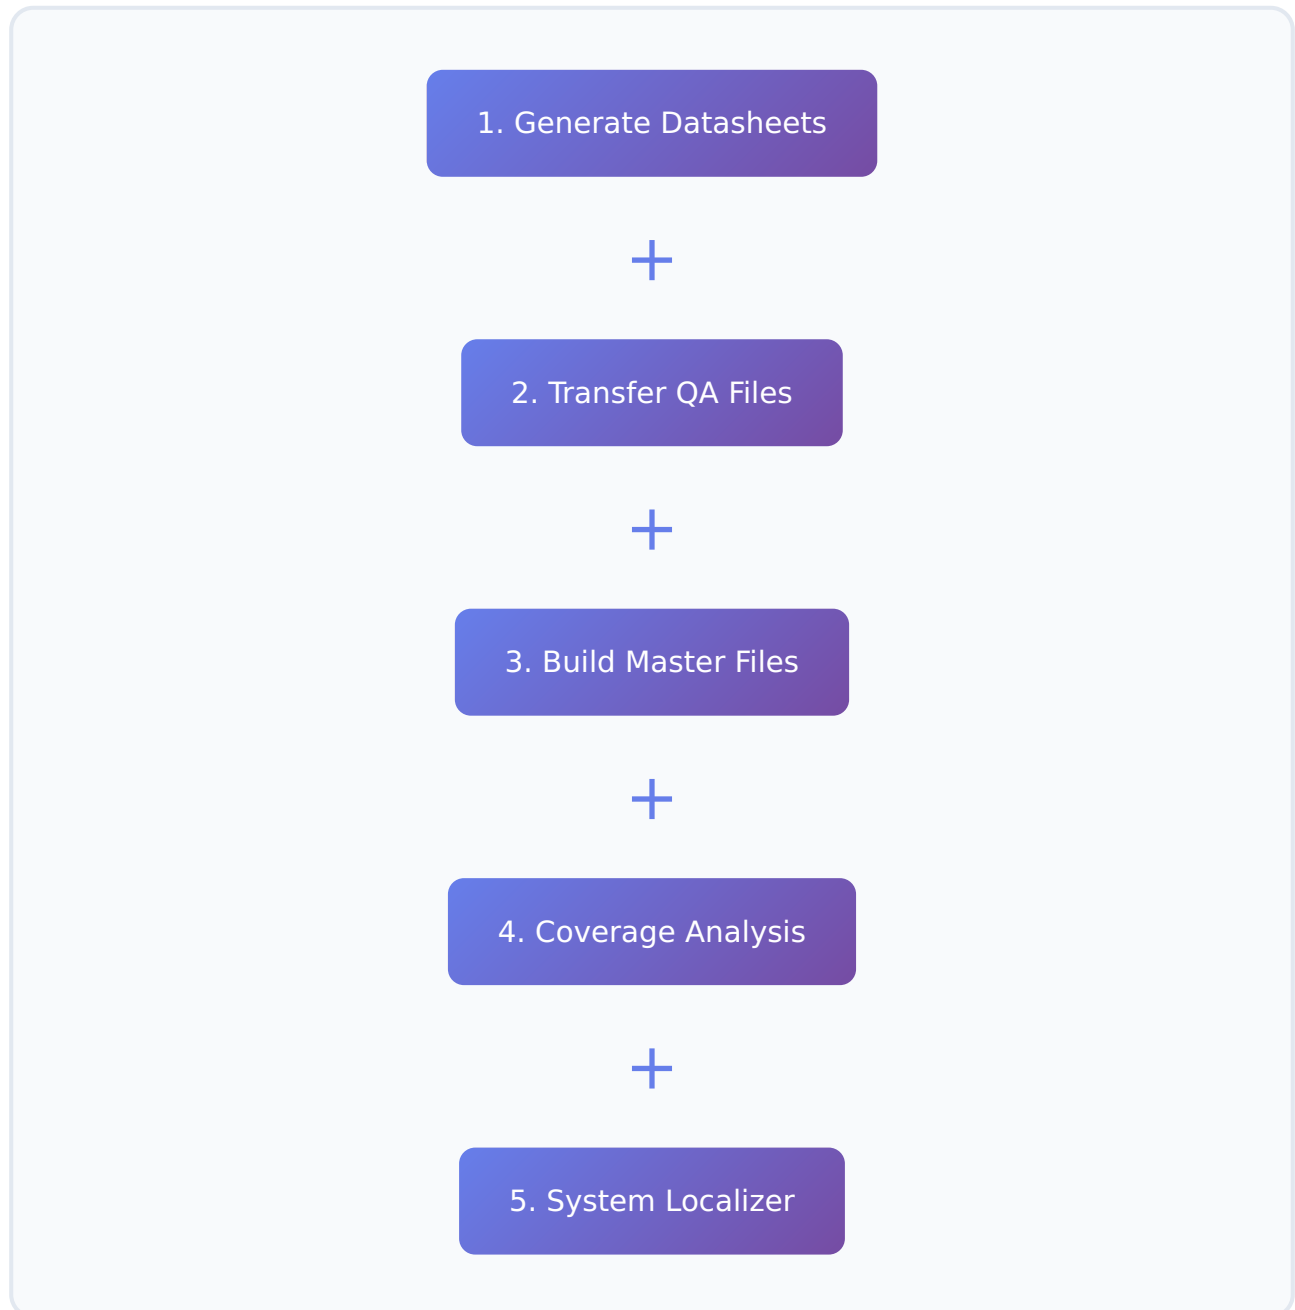 1. Generate Datasheets
+
2. Transfer QA Files
+
3. Build Master Files
+
4. Coverage Analysis
+
5. System Localizer